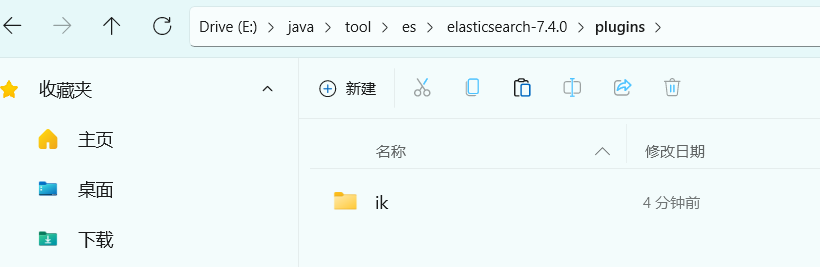 Drive (E:) > java > tool > es > elasticsearch-7.4.0 > plugins >
收藏夹
新建
主页
名称
修改日期
桌面
ik
4 分钟前
下载